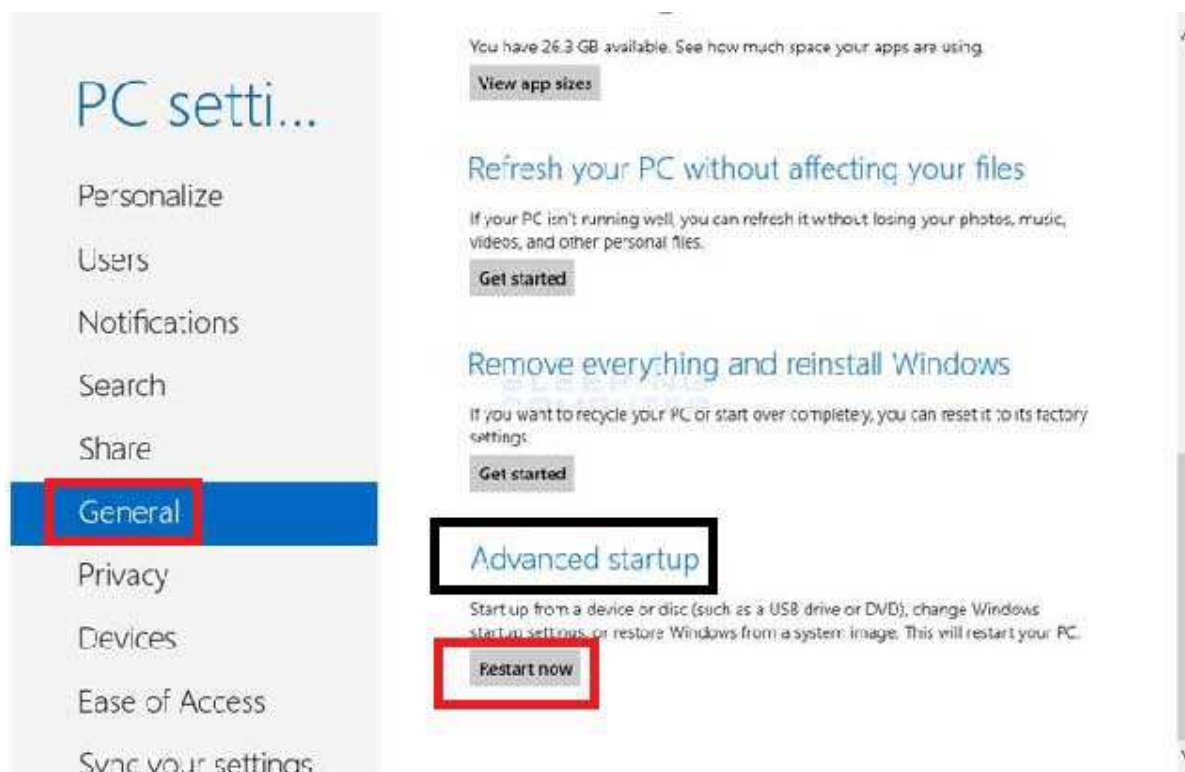 PC setti...
Personalize
Users
Notifications
Search
Share
General
Privacy
Devices
Ease of Access
Sync your settings
You have 26.3 GB available. See how much space your apps are using.
View app sizes
Refresh your PC without affecting your files
If your PC isn't running well, you can refresh it without losing your photos, music,
videos, and other personal files.
Get started
Remove everything and reinstall Windows
If you want to recycle your PC or start over completely, you can reset it to its factory
settings.
Get started
Advanced startup
Start up from a device or disc (such as a USB drive or DVD), change Windows
startup settings, or restore Windows from a system image. This will restart your PC.
Restart now